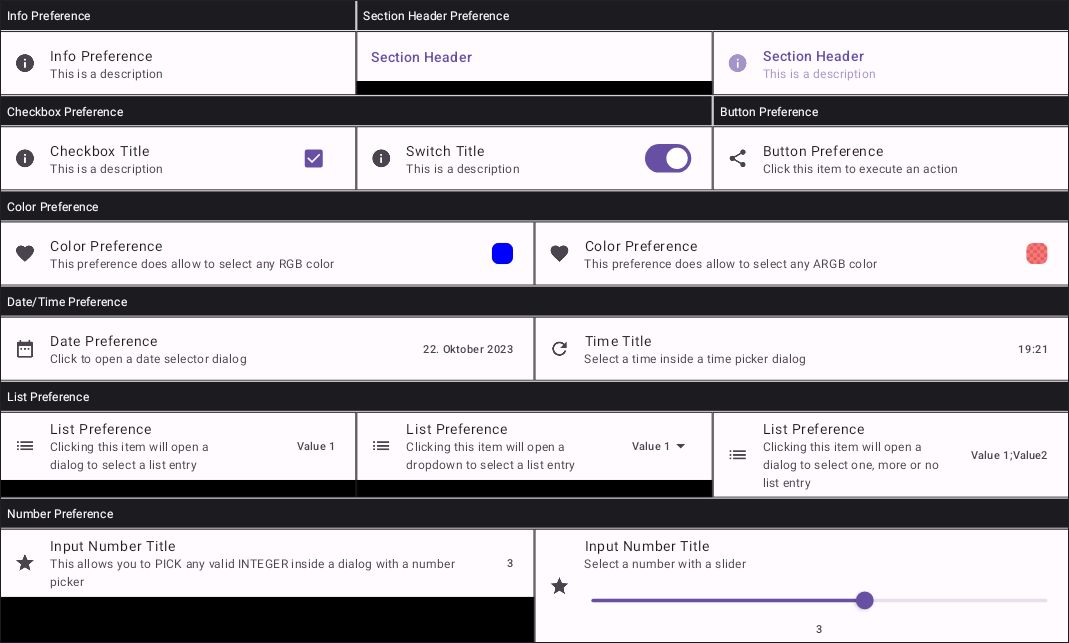 Info Preference
Section Header Preference
Info Preference
This is a description
Section Header
Section Header
This is a description
Checkbox Preference
Button Preference
Checkbox Title
This is a description
Switch Title
This is a description
Button Preference
Click this item to execute an action
Color Preference
Color Preference
This preference does allow to select any RGB color
Color Preference
This preference does allow to select any ARGB color
Date/Time Preference
Date Preference
Click to open a date selector dialog
22. Oktober 2023
Time Title
Select a time inside a time picker dialog
19:21
List Preference
List Preference
Clicking this item will open a
dialog to select a list entry
Value 1
List Preference
Clicking this item will open a
dropdown to select a list entry
Value 1
List Preference
Clicking this item will open a
dialog to select one, more or no
list entry
Value 1;Value2
Number Preference
Input Number Title
This allows you to PICK any valid INTEGER inside a dialog with a number
picker
3
Input Number Title
Select a number with a slider
3